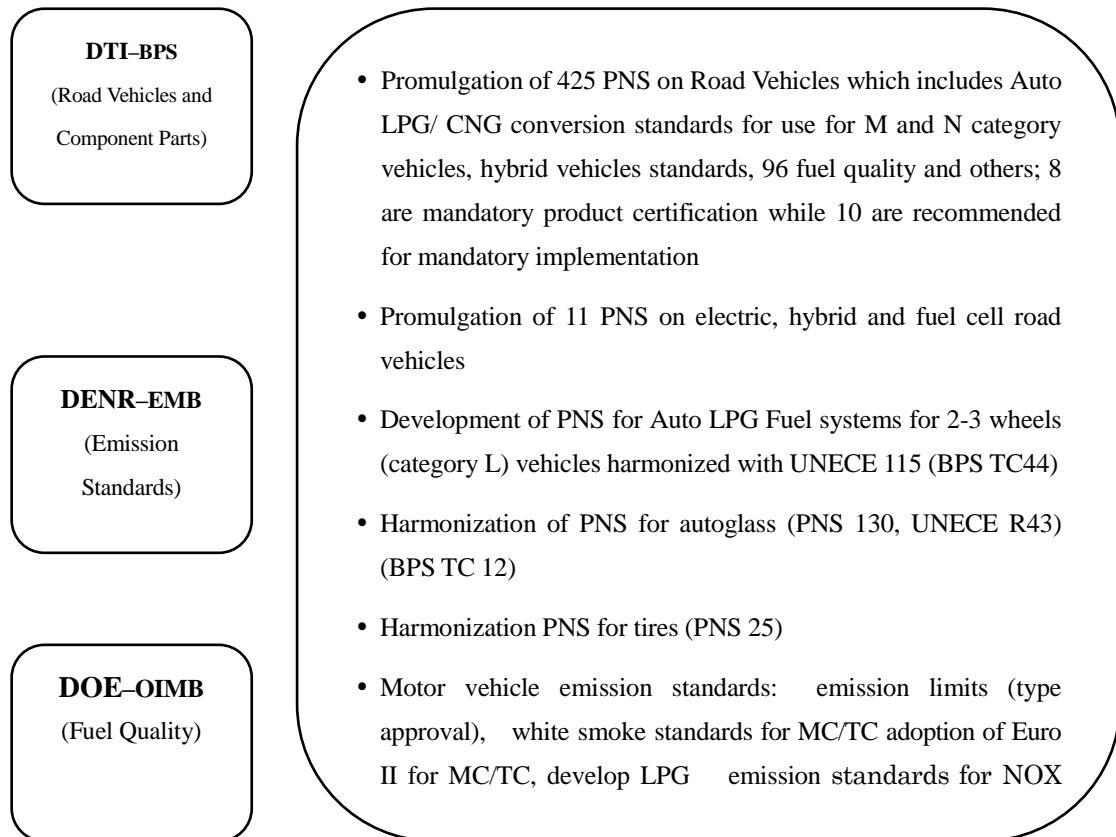 DTI–BPS
(Road Vehicles and
Component Parts)
DENR–EMB
(Emission
Standards)
DOE–OIMB
(Fuel Quality)
• Promulgation of 425 PNS on Road Vehicles which includes Auto
LPG/ CNG conversion standards for use for M and N category
vehicles, hybrid vehicles standards, 96 fuel quality and others; 8
are mandatory product certification while 10 are recommended
for mandatory implementation
• Promulgation of 11 PNS on electric, hybrid and fuel cell road
vehicles
• Development of PNS for Auto LPG Fuel systems for 2-3 wheels
(category L) vehicles harmonized with UNECE 115 (BPS TC44)
• Harmonization of PNS for autoglass (PNS 130, UNECE R43)
(BPS TC 12)
• Harmonization PNS for tires (PNS 25)
• Motor vehicle emission standards: emission limits (type
approval), white smoke standards for MC/TC adoption of Euro
II for MC/TC, develop LPG emission standards for NOX